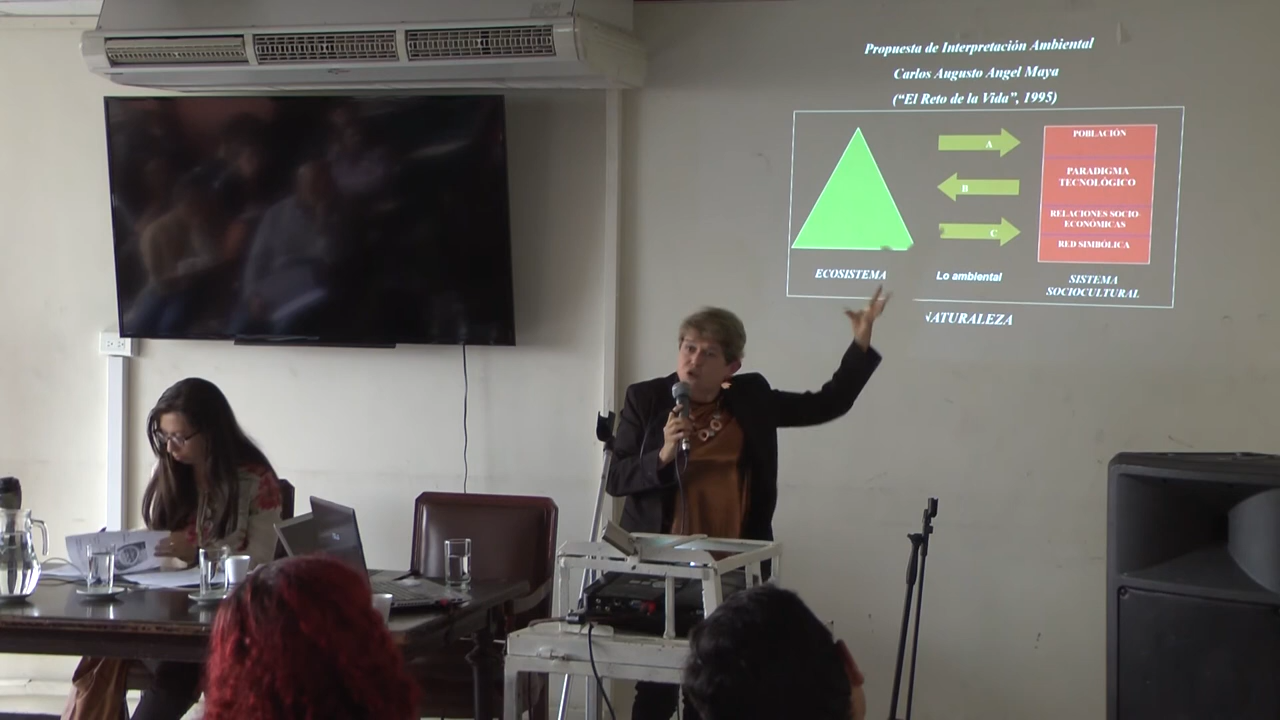 Propuesta de Interpretación Ambiental
Carlos Augusto Angel Maya
("El Reto de la Vida", 1995)
A
B
C
POBLACIÓN
PARADIGMA
TECNOLÓGICO
RELACIONES SOCIO-
ECONÓMICAS
RED SIMBÓLICA
ECOSISTEMA
Lo ambiental
SISTEMA
SOCIOCULTURAL
NATURALEZA